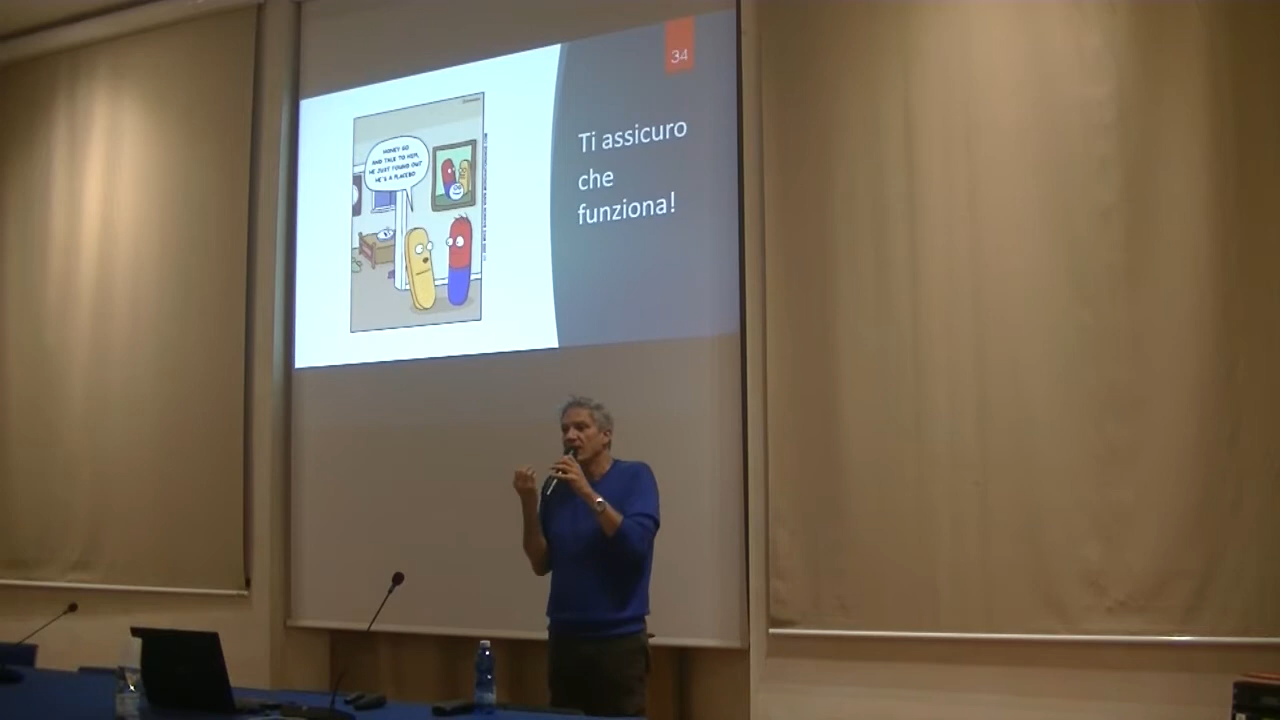 34
HONEY GO
AND TALK TO HIM,
HE JUST FOUND OUT
HE'S A PLACEBO
Ti assicuro
che
funziona!